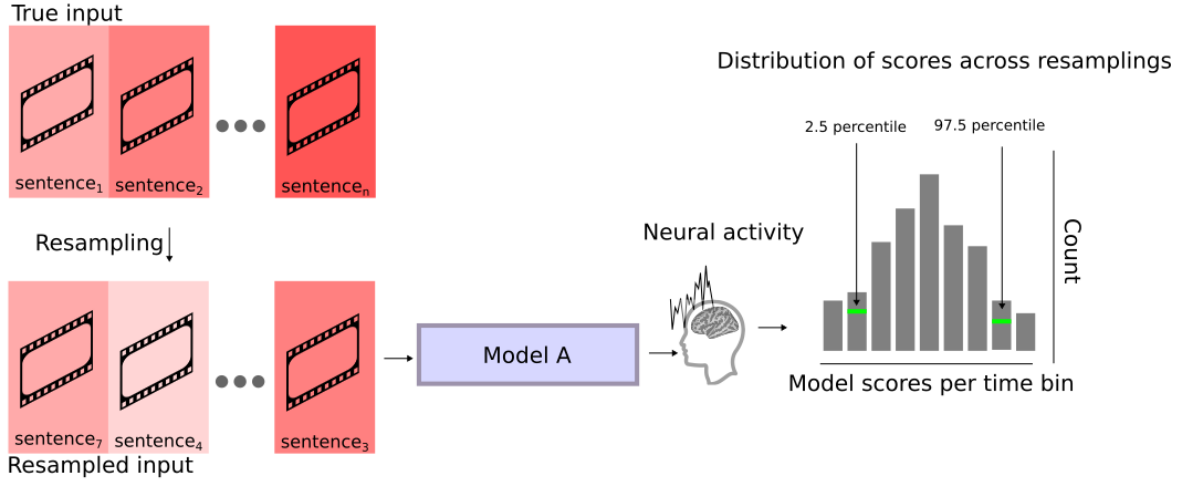 True input
sentence1
sentence2
sentencen
Resampling
sentence7
sentence4
sentence3
Resampled input
Model A
Neural activity
Distribution of scores across resamplings
2.5 percentile
97.5 percentile
Count
Model scores per time bin